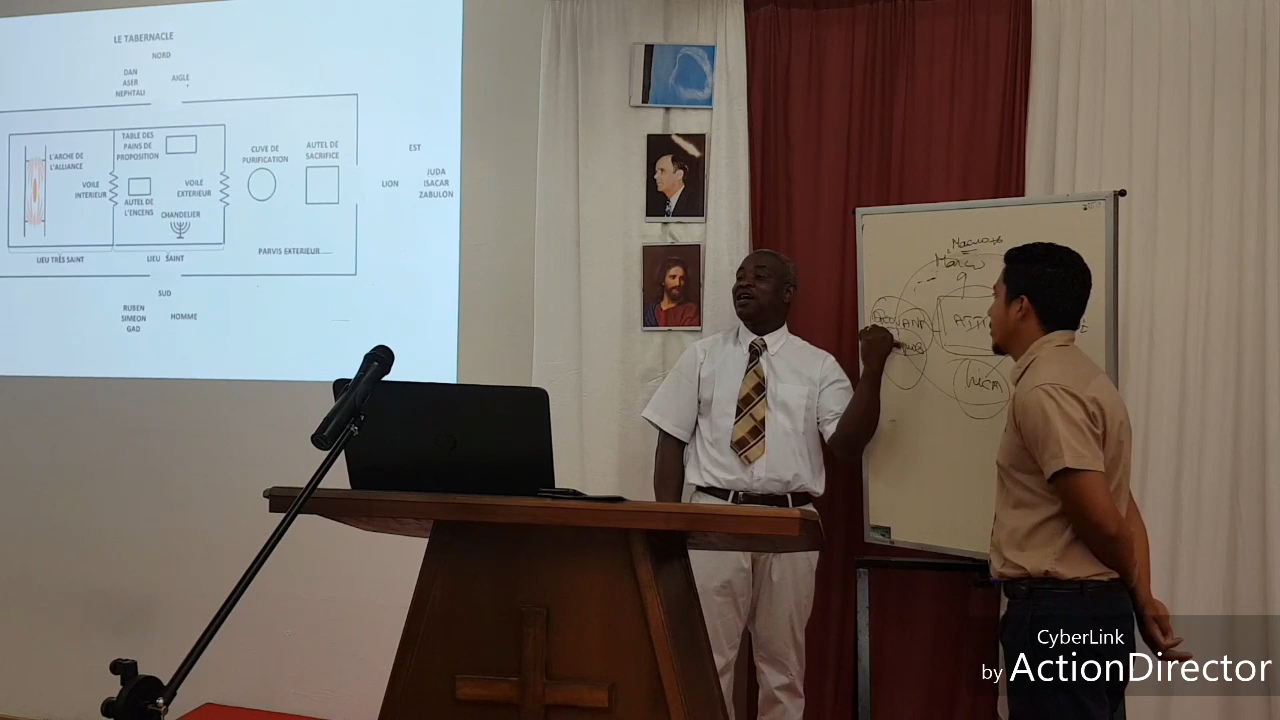 LE TABERNACLE
NORD
DAN
ASER
NEPHTALI
AIGLE
L'ARCHE DE
L'ALLIANCE
VOILE
INTERIEUR
TABLE DES
PAINS DE
PROPOSITION
AUTEL DE
L'ENCENS
VOILE
EXTERIEUR
CHANDELIER
CUVE DE
PURIFICATION
AUTEL DE
SACRIFICE
EST
LION
JUDA
ISACAR
ZABULON
LIEU TRÈS SAINT
LIEU SAINT
PARVIS EXTERIEUR
SUD
RUBEN
SIMEON
GAD
HOMME
CyberLink
by ActionDirector